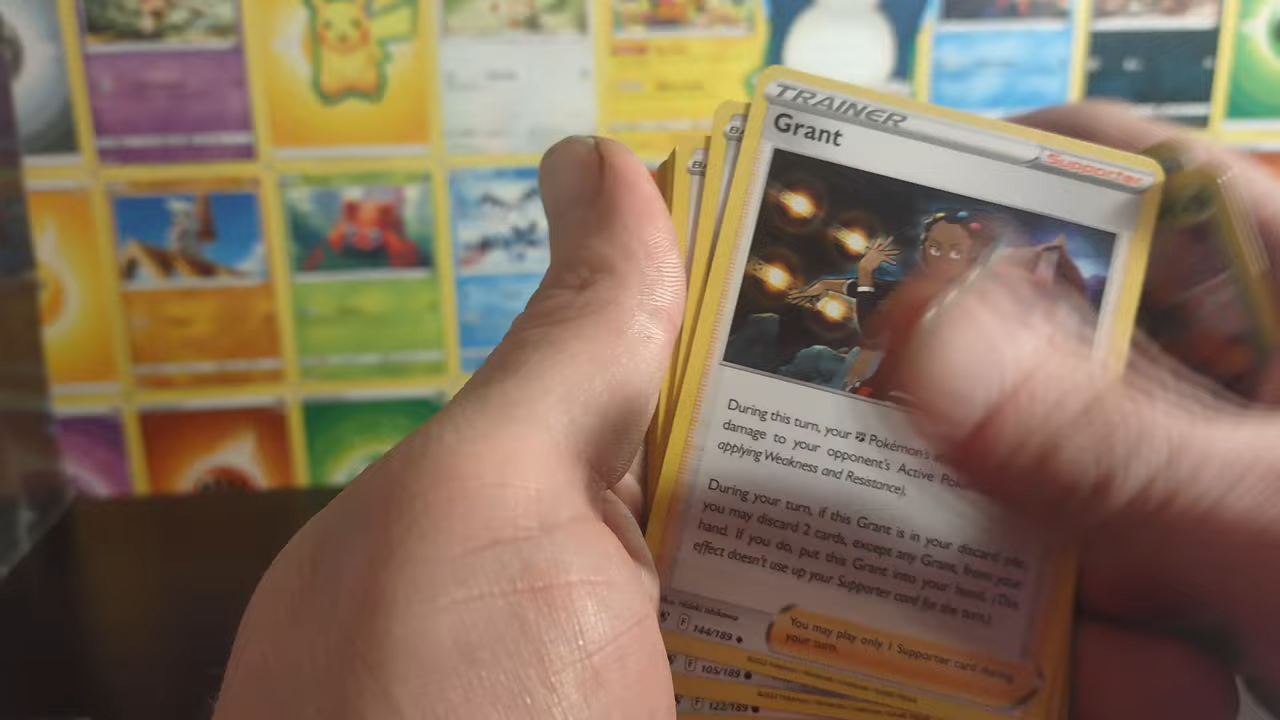 TRAINER
Supporter
Grant
During this turn, your Pokémon's
damage to your opponent's Active
applying Weakness and Resistance).
During your turn, if this Grant is in your discard pile,
you may discard 2 cards, except any Grant, from your
hand. If you do, put this Grant into your hand. (This
effect doesn't use up your Supporter card for the turn.)
You may play only 1 Supporter card during
your turn.
F 144/189
F 105/189
F 122/189